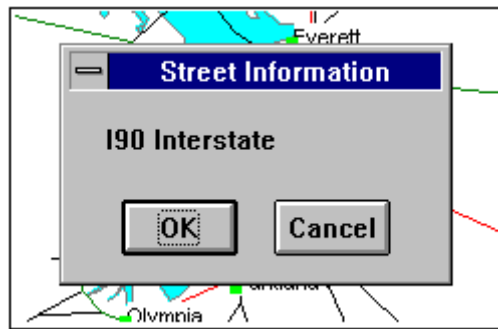 Everett
Street Information
I90 Interstate
OK
Cancel
Olympia